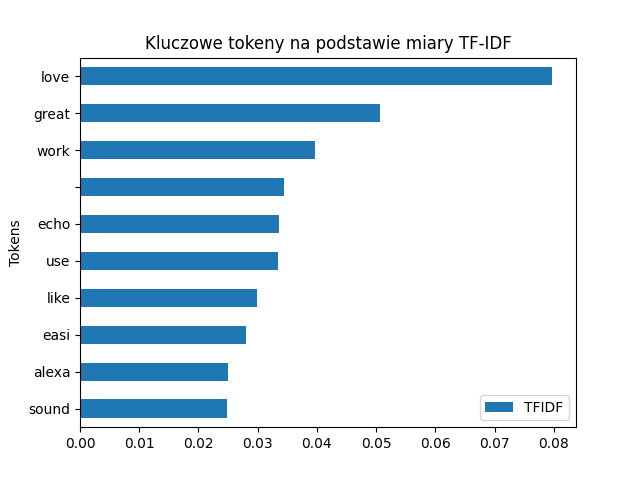 Kluczowe tokeny na podstawie miary TF-IDF
Tokens
love
great
work
echo
use
like
easi
alexa
sound
TFIDF
0.00 0.01 0.02 0.03 0.04 0.05 0.06 0.07 0.08